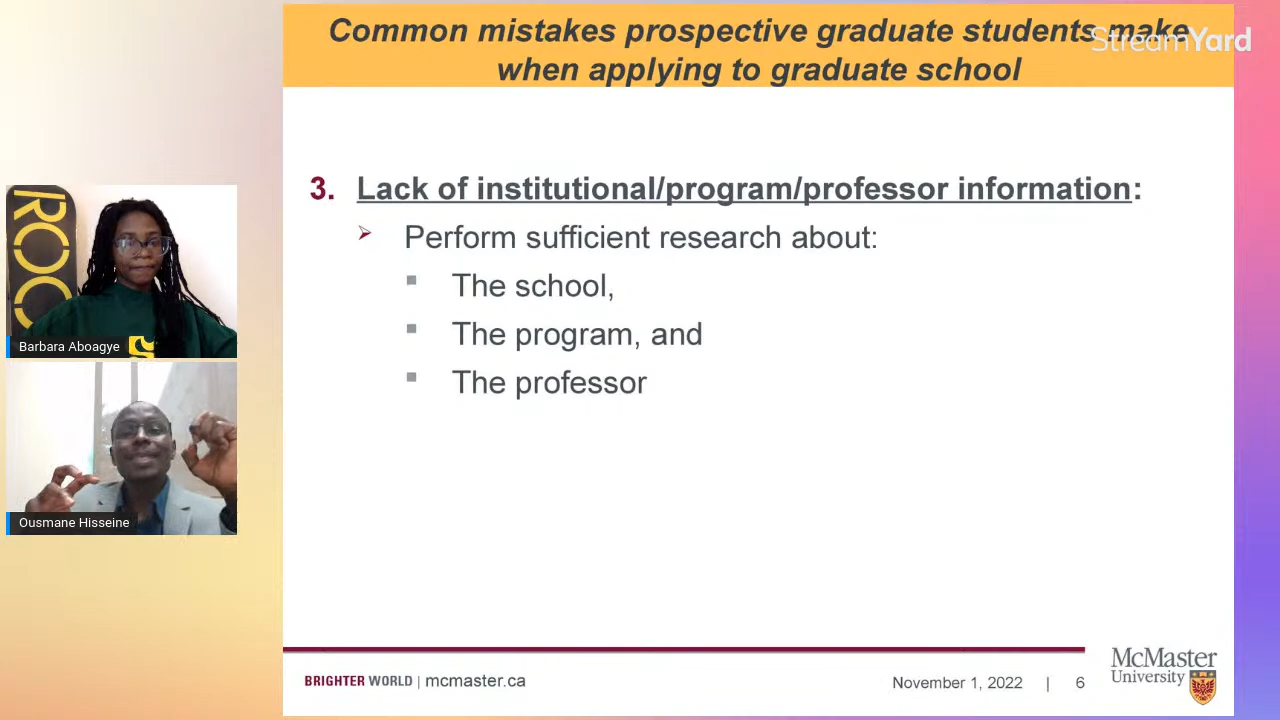 Common mistakes prospective graduate students make
when applying to graduate school
StreamYard
3. Lack of institutional/program/professor information:
➢ Perform sufficient research about:
▪ The school,
▪ The program, and
▪ The professor
ROC
Barbara Aboagye
Ousmane Hisseine
BRIGHTER WORLD | mcmaster.ca
November 1, 2022 | 6
McMaster
University